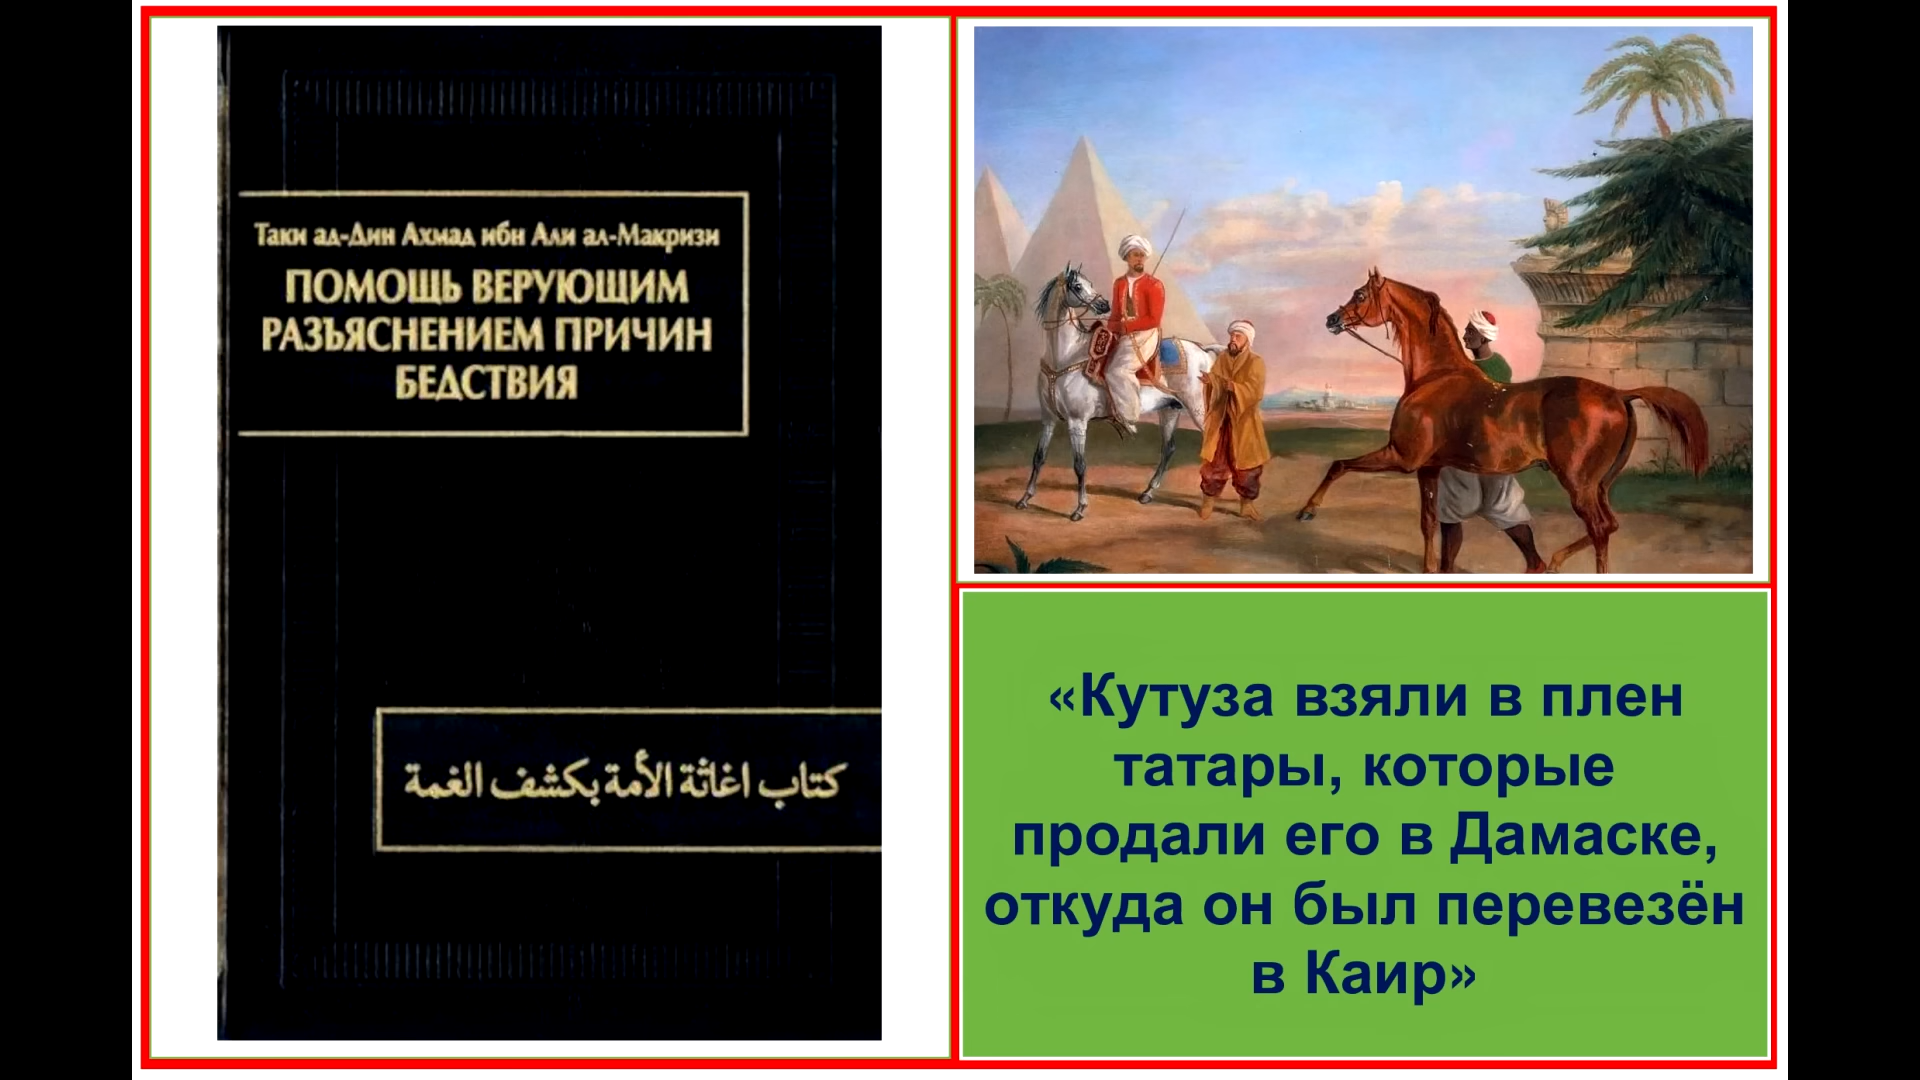 Таки ад-Дин Ахмад ибн Али ал-Макризи
ПОМОЩЬ ВЕРУЮЩИМ
РАЗЪЯСНЕНИЕМ ПРИЧИН
БЕДСТВИЯ
كتاب اغاثة الأمة بكشف الغمة
«Кутуза взяли в плен
татары, которые
продали его в Дамаске,
откуда он был перевезён
в Каир»